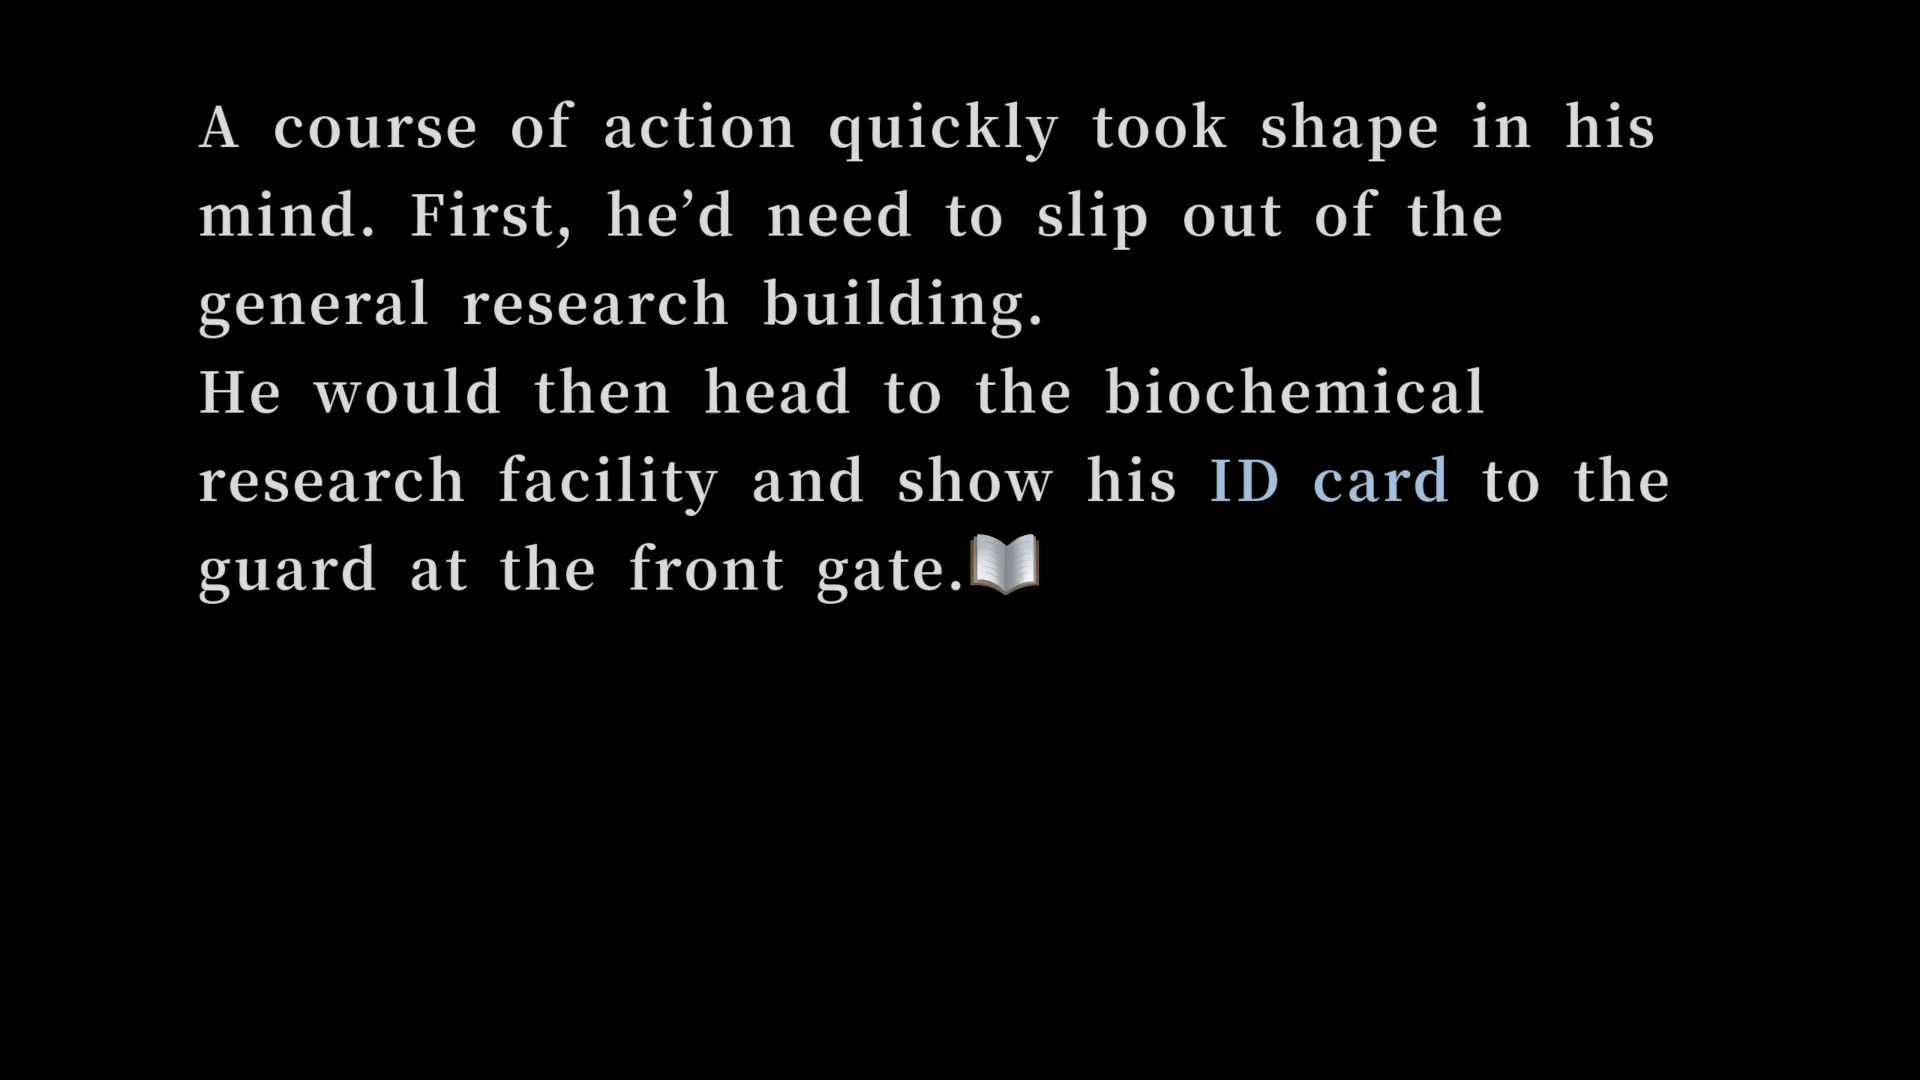 A course of action quickly took shape in his
mind. First, he’d need to slip out of the
general research building.
He would then head to the biochemical
research facility and show his ID card to the
guard at the front gate.